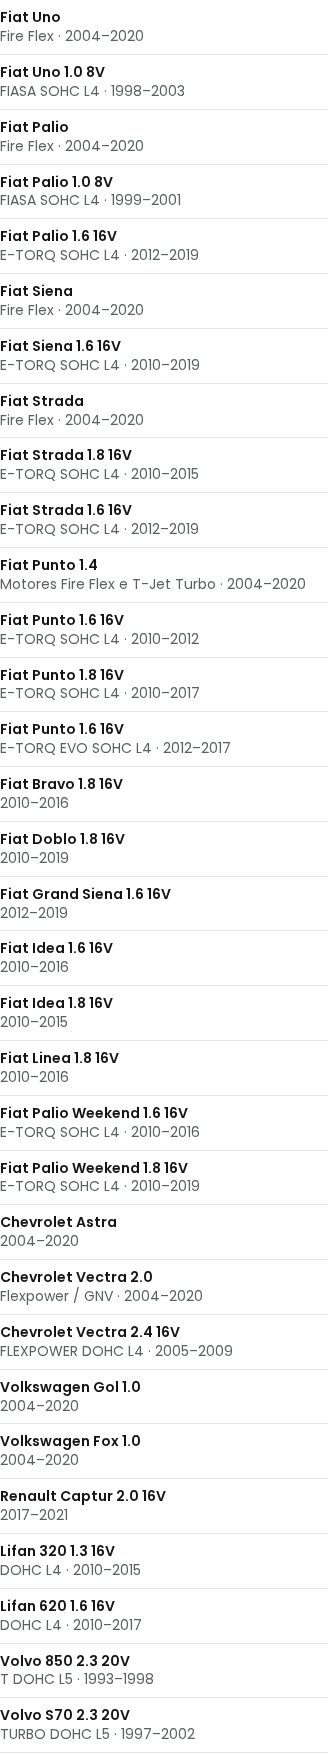 Fiat Uno
Fire Flex · 2004–2020
Fiat Uno 1.0 8V
FIASA SOHC L4 · 1998–2003
Fiat Palio
Fire Flex · 2004–2020
Fiat Palio 1.0 8V
FIASA SOHC L4 · 1999–2001
Fiat Palio 1.6 16V
E-TORQ SOHC L4 · 2012–2019
Fiat Siena
Fire Flex · 2004–2020
Fiat Siena 1.6 16V
E-TORQ SOHC L4 · 2010–2019
Fiat Strada
Fire Flex · 2004–2020
Fiat Strada 1.8 16V
E-TORQ SOHC L4 · 2010–2015
Fiat Strada 1.6 16V
E-TORQ SOHC L4 · 2012–2019
Fiat Punto 1.4
Motores Fire Flex e T-Jet Turbo · 2004–2020
Fiat Punto 1.6 16V
E-TORQ SOHC L4 · 2010–2012
Fiat Punto 1.8 16V
E-TORQ SOHC L4 · 2010–2017
Fiat Punto 1.6 16V
E-TORQ EVO SOHC L4 · 2012–2017
Fiat Bravo 1.8 16V
2010–2016
Fiat Doblo 1.8 16V
2010–2019
Fiat Grand Siena 1.6 16V
2012–2019
Fiat Idea 1.6 16V
2010–2016
Fiat Idea 1.8 16V
2010–2015
Fiat Linea 1.8 16V
2010–2016
Fiat Palio Weekend 1.6 16V
E-TORQ SOHC L4 · 2010–2016
Fiat Palio Weekend 1.8 16V
E-TORQ SOHC L4 · 2010–2019
Chevrolet Astra
2004–2020
Chevrolet Vectra 2.0
Flexpower / GNV · 2004–2020
Chevrolet Vectra 2.4 16V
FLEXPOWER DOHC L4 · 2005–2009
Volkswagen Gol 1.0
2004–2020
Volkswagen Fox 1.0
2004–2020
Renault Captur 2.0 16V
2017–2021
Lifan 320 1.3 16V
DOHC L4 · 2010–2015
Lifan 620 1.6 16V
DOHC L4 · 2010–2017
Volvo 850 2.3 20V
T DOHC L5 · 1993–1998
Volvo S70 2.3 20V
TURBO DOHC L5 · 1997–2002